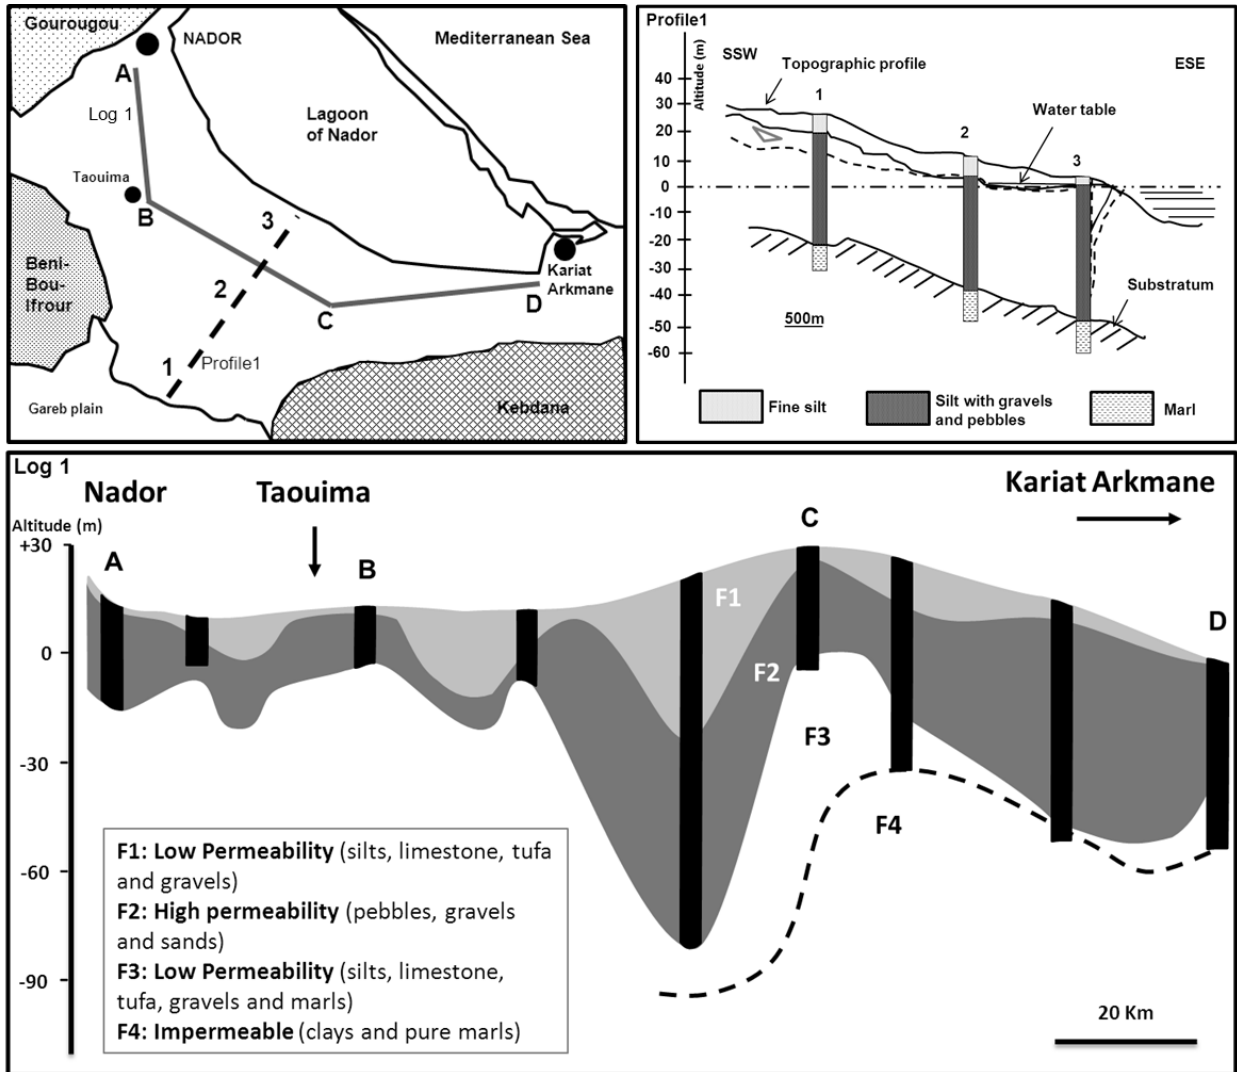 Gourougou
NADOR
Mediterranean Sea
A
Log 1
Lagoon
of Nador
Taouima
B
3
Beni-
Bou-
Ifrour
2
Kariat
Arkmane
D
C
1
Profile1
Gareb plain
Kebdana
Profile1
Altitude (m)
SSW
ESE
Topographic profile
1
Water table
2
3
40
30
20
10
0
-10
-20
-30
-40
-50
-60
Substratum
500m
Fine silt
Silt with gravels
and pebbles
Marl
Log 1
Nador
Taouima
Kariat Arkmane
Altitude (m)
+30
0
-30
-60
-90
A
B
C
D
F1
F2
F3
F4
F1: Low Permeability (silts, limestone, tufa
and gravels)
F2: High permeability (pebbles, gravels
and sands)
F3: Low Permeability (silts, limestone,
tufa, gravels and marls)
F4: Impermeable (clays and pure marls)
20 Km